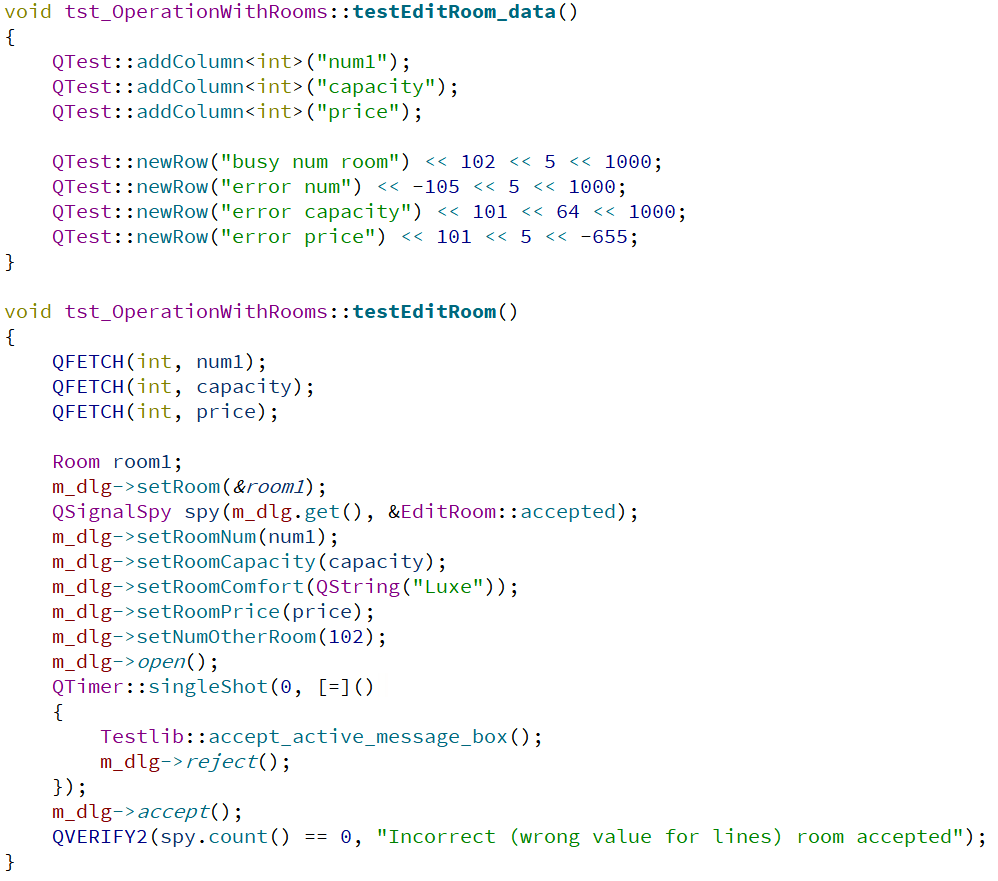 void tst_OperationWithRooms::testEditRoom_data()
{
    QTest::addColumn<int>("num1");
    QTest::addColumn<int>("capacity");
    QTest::addColumn<int>("price");

    QTest::newRow("busy num room") << 102 << 5 << 1000;
    QTest::newRow("error num") << -105 << 5 << 1000;
    QTest::newRow("error capacity") << 101 << 64 << 1000;
    QTest::newRow("error price") << 101 << 5 << -655;
}

void tst_OperationWithRooms::testEditRoom()
{
    QFETCH(int, num1);
    QFETCH(int, capacity);
    QFETCH(int, price);

    Room room1;
    m_dlg->setRoom(&room1);
    QSignalSpy spy(m_dlg.get(), &EditRoom::accepted);
    m_dlg->setRoomNum(num1);
    m_dlg->setRoomCapacity(capacity);
    m_dlg->setRoomComfort(QString("Luxe"));
    m_dlg->setRoomPrice(price);
    m_dlg->setNumOtherRoom(102);
    m_dlg->open();
    QTimer::singleShot(0, [=]()
    {
        Testlib::accept_active_message_box();
        m_dlg->reject();
    });
    m_dlg->accept();
    QVERIFY2(spy.count() == 0, "Incorrect (wrong value for lines) room accepted");
}